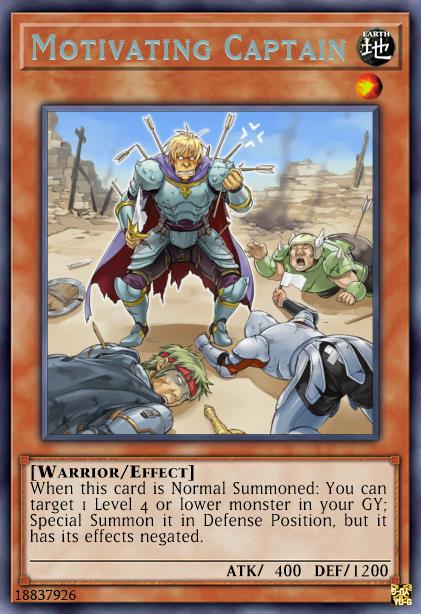 MOTIVATING CAPTAIN
EARTH
地
[WARRIOR/EFFECT]
When this card is Normal Summoned: You can
target 1 Level 4 or lower monster in your GY;
Special Summon it in Defense Position, but it
has its effects negated.
ATK/ 400 DEF/1200
18837926